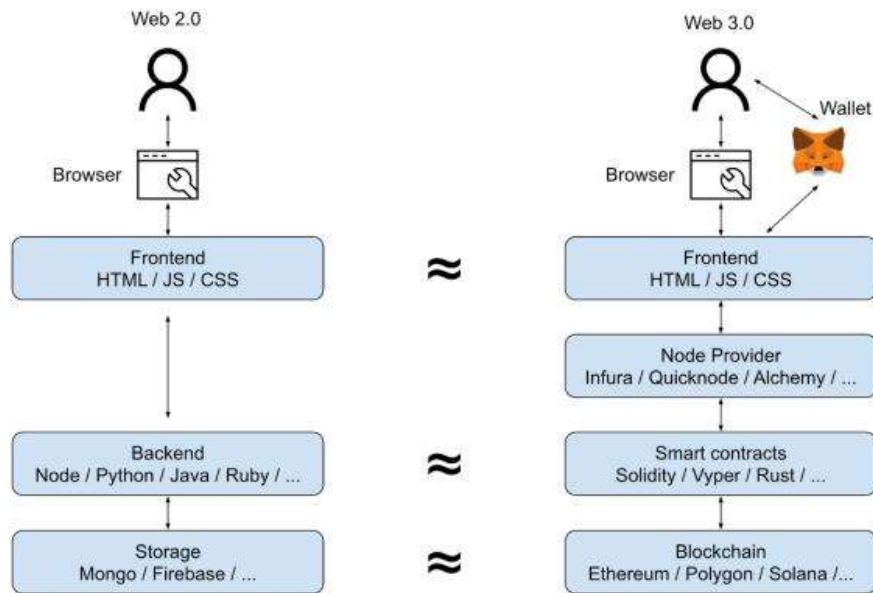 Web 2.0
Browser
Frontend
HTML / JS / CSS
Backend
Node / Python / Java / Ruby / ...
Storage
Mongo / Firebase / ...
≈
≈
≈
Web 3.0
Wallet
Browser
Frontend
HTML / JS / CSS
Node Provider
Infura / Quicknode / Alchemy / ...
Smart contracts
Solidity / Vyper / Rust / ...
Blockchain
Ethereum / Polygon / Solana /...